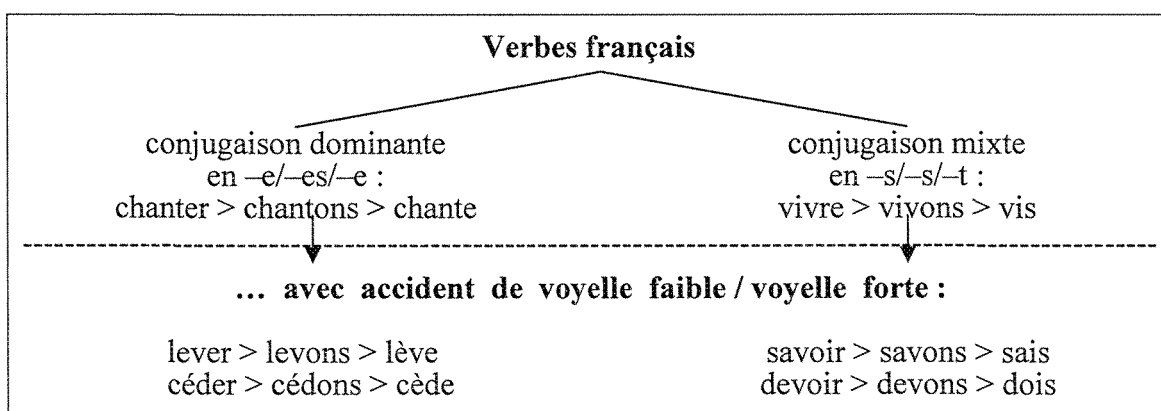 Verbes français
conjugaison dominante
en –e/–es/–e :
chanter > chantons > chante
conjugaison mixte
en –s/–s/–t :
vivre > vivons > vis
… avec accident de voyelle faible / voyelle forte :
lever > levons > lève
céder > cédons > cède
savoir > savons > sais
devoir > devons > dois